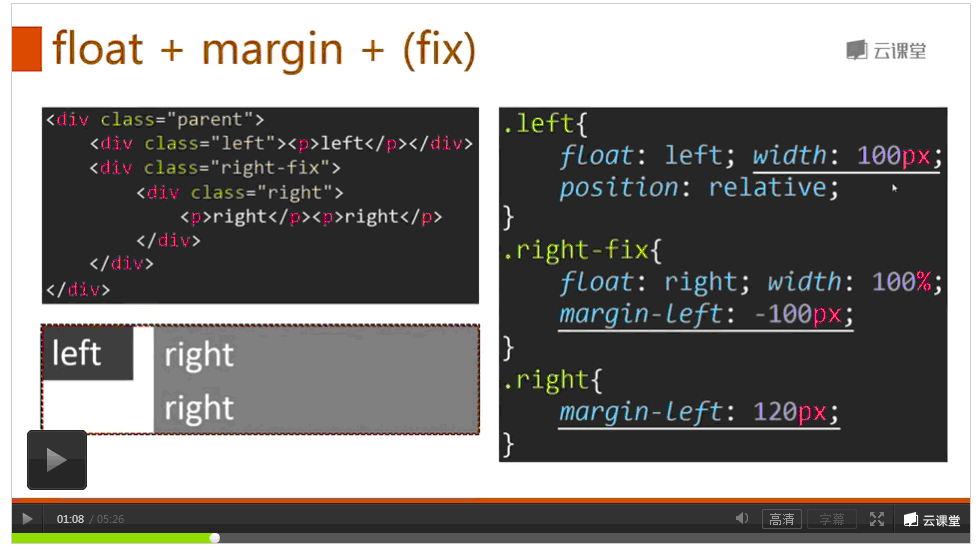 float + margin + (fix)
云课堂
<div class="parent">
<div class="left"><p>left</p></div>
<div class="right-fix">
<div class="right">
<p>right</p><p>right</p>
</div>
</div>
</div>
left
right
right
.left{
float: left; width: 100px;
position: relative;
}
.right-fix{
float: right; width: 100%;
margin-left: -100px;
}
.right{
margin-left: 120px;
}
01:08 / 05:26
高清
字幕
云课堂